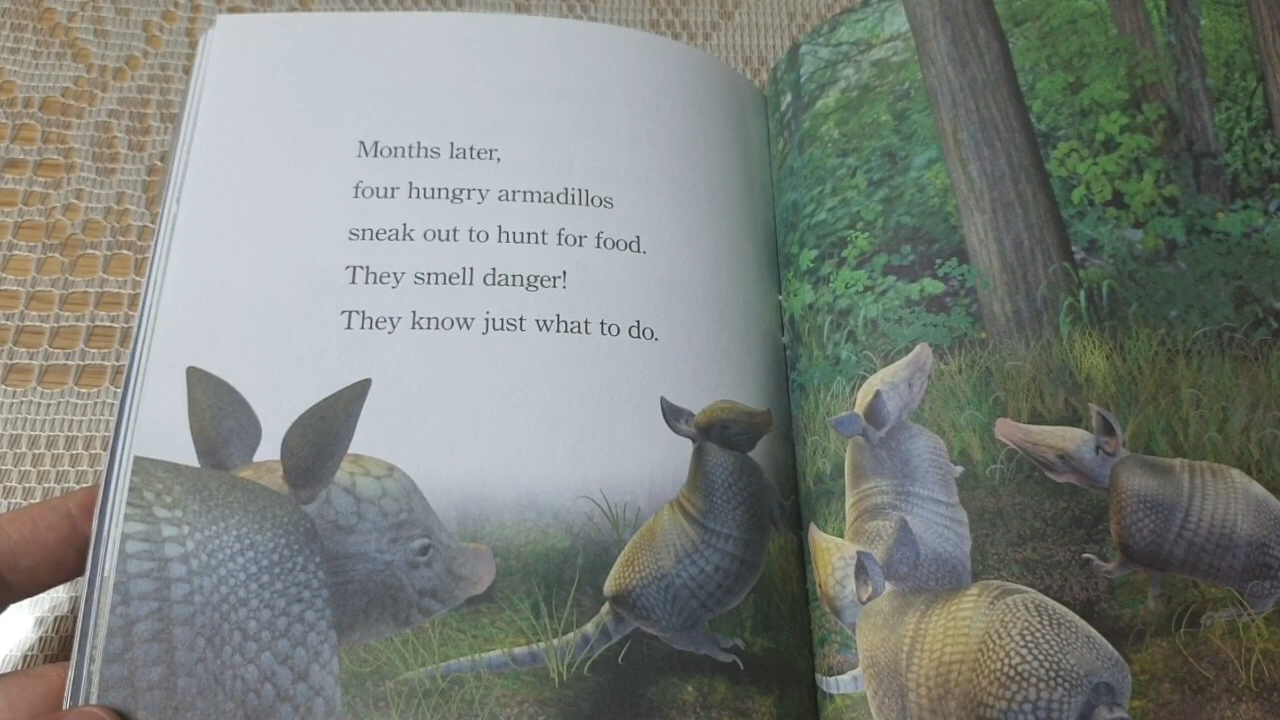 Months later,
four hungry armadillos
sneak out to hunt for food.
They smell danger!
They know just what to do.